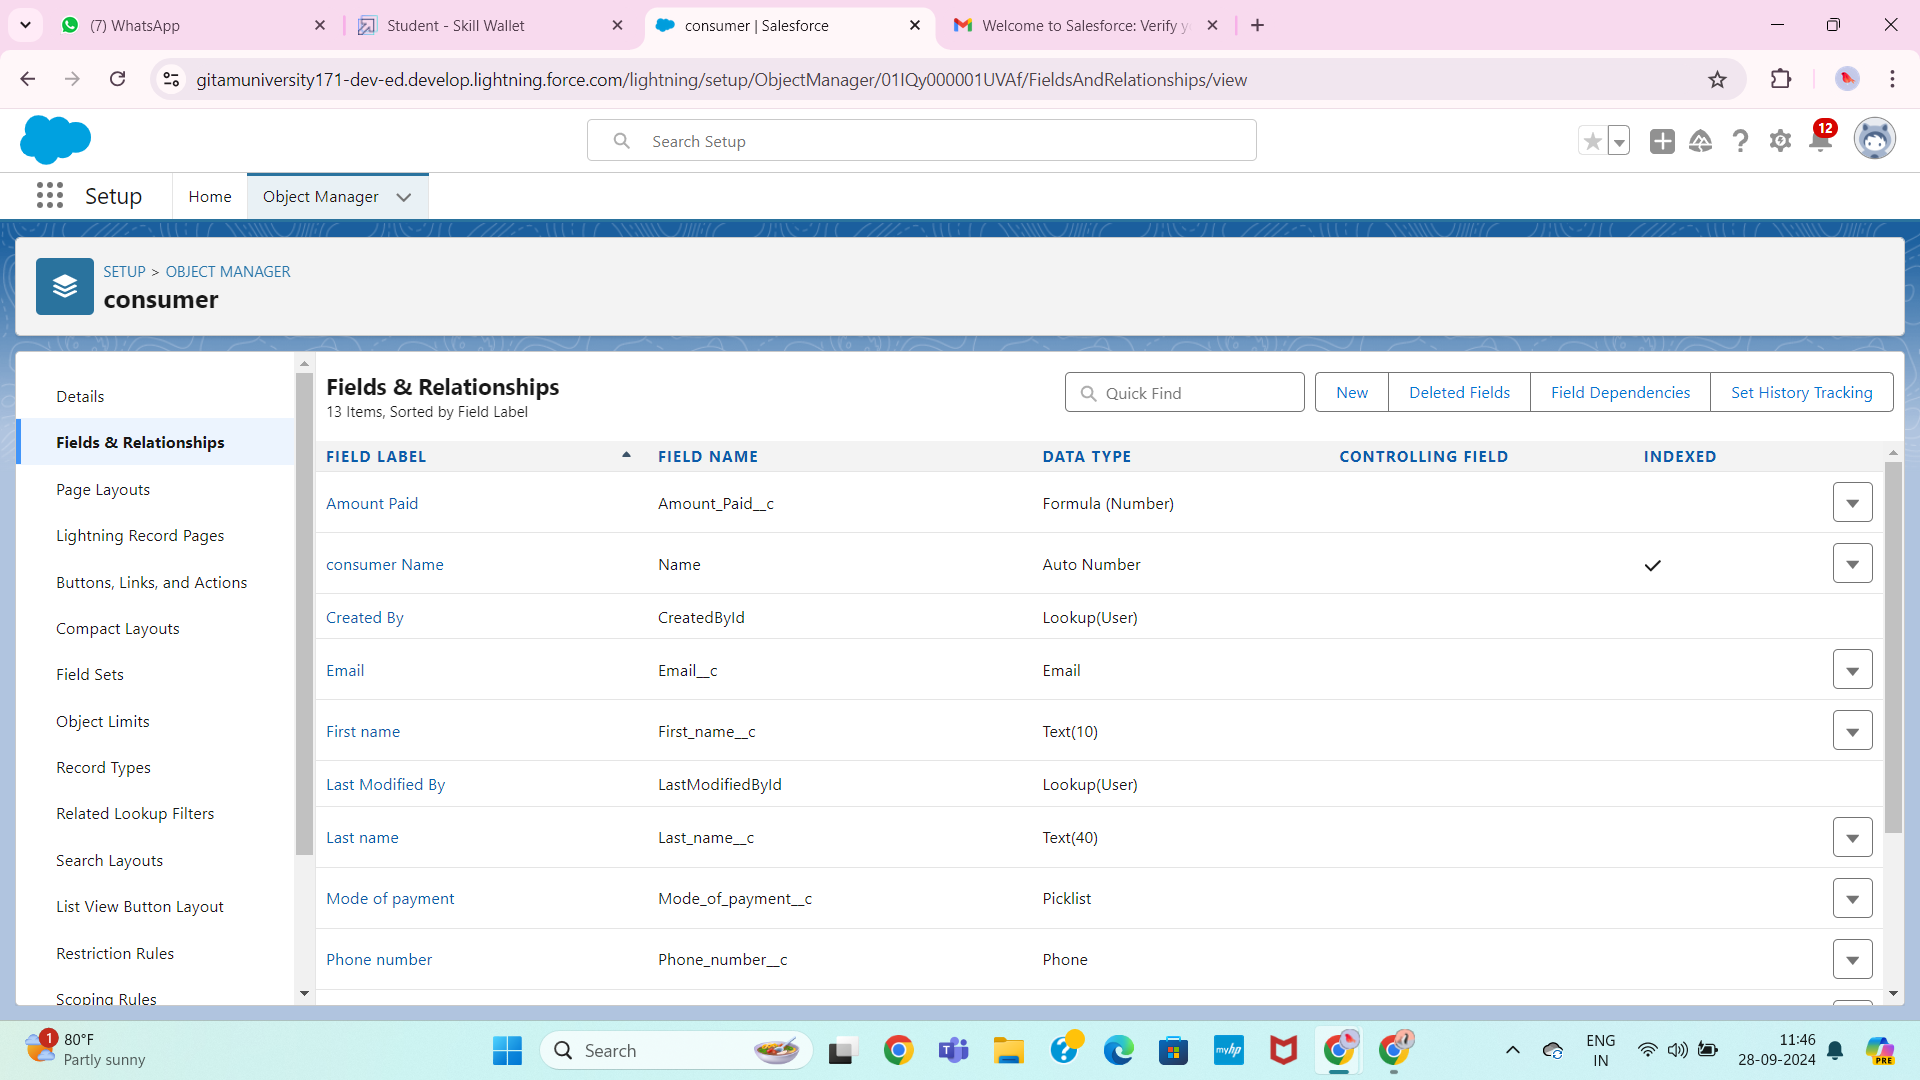 (7) WhatsApp
Student - Skill Wallet
consumer | Salesforce
Welcome to Salesforce: Verify y
gitamuniversity171-dev-ed.develop.lightning.force.com/lightning/setup/ObjectManager/01IQy000001UVAf/FieldsAndRelationships/view
Search Setup
12
Setup
Home
Object Manager
SETUP > OBJECT MANAGER
consumer
Details
Fields & Relationships
Page Layouts
Lightning Record Pages
Buttons, Links, and Actions
Compact Layouts
Field Sets
Object Limits
Record Types
Related Lookup Filters
Search Layouts
List View Button Layout
Restriction Rules
Scoping Rules
Fields & Relationships
13 Items, Sorted by Field Label
Quick Find
New
Deleted Fields
Field Dependencies
Set History Tracking
FIELD LABEL FIELD NAME DATA TYPE CONTROLLING FIELD INDEXED
Amount Paid Amount_Paid__c Formula (Number)
consumer Name Name Auto Number
Created By CreatedById Lookup(User)
Email Email__c Email
First name First_name__c Text(10)
Last Modified By LastModifiedById Lookup(User)
Last name Last_name__c Text(40)
Mode of payment Mode_of_payment__c Picklist
Phone number Phone_number__c Phone
1
80°F
Partly sunny
Search
myhp
ENG
IN
11:46
28-09-2024
PRE